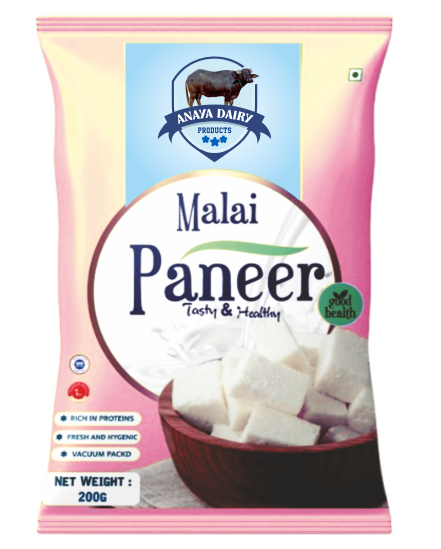 ANAYA DAIRY
PRODUCTS
Malai
Paneer
Tasty & Healthy
good
health
RICH IN PROTEINS
FRESH AND HYGENIC
VACUUM PACKD
NET WEIGHT :
200G